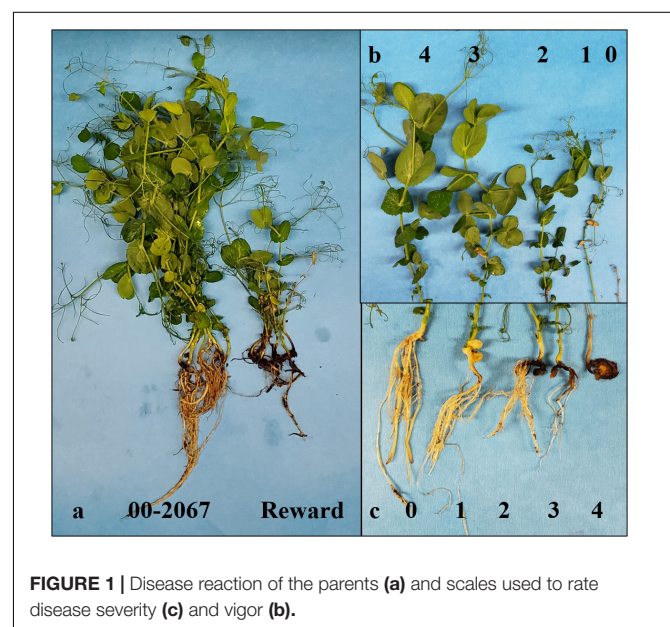 b 4 3 2 1 0
a 00-2067 Reward
c 0 1 2 3 4
FIGURE 1 | Disease reaction of the parents (a) and scales used to rate
disease severity (c) and vigor (b).